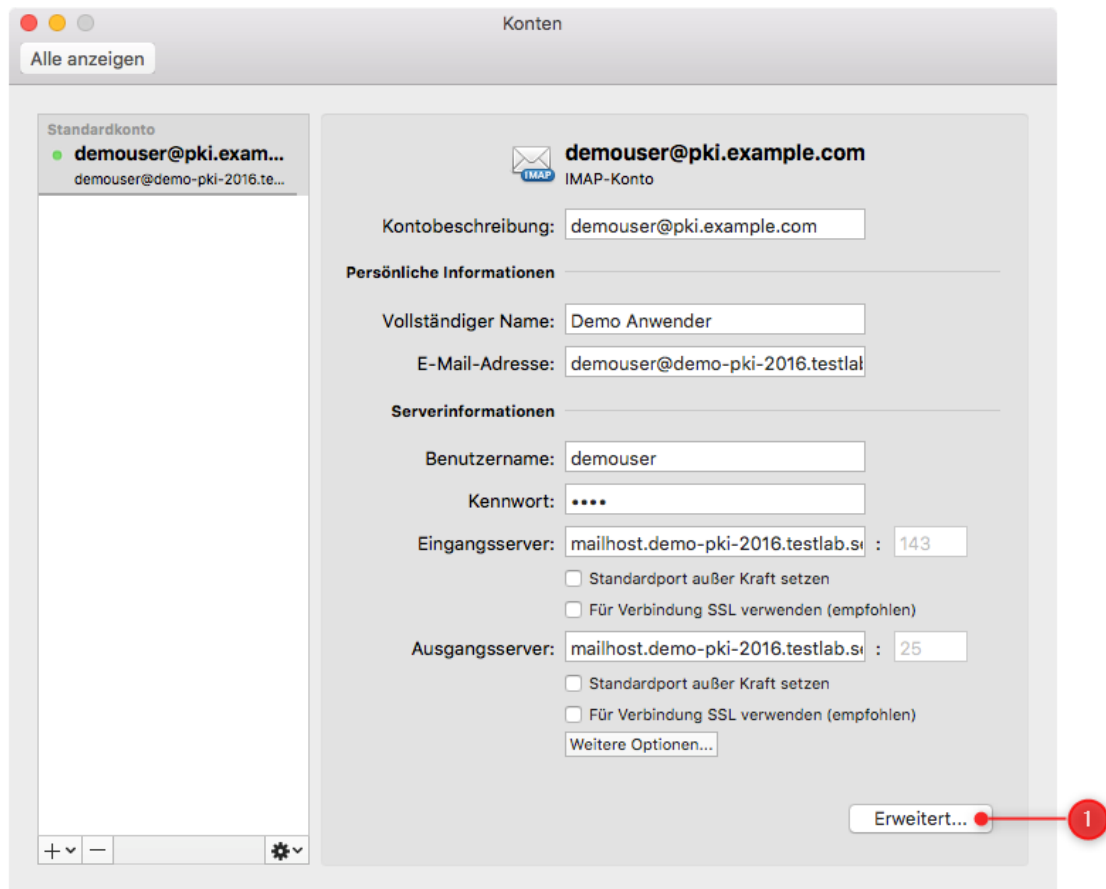 Konten
Alle anzeigen
Standardkonto
demouser@pki.exam...
demouser@demo-pki-2016.te...
demouser@pki.example.com
IMAP
IMAP-Konto
Kontobeschreibung: demouser@pki.example.com
Persönliche Informationen
Vollständiger Name: Demo Anwender
E-Mail-Adresse: demouser@demo-pki-2016.testlal
Serverinformationen
Benutzername: demouser
Kennwort: ••••
Eingangsserver: mailhost.demo-pki-2016.testlab.se : 143
Standardport außer Kraft setzen
Für Verbindung SSL verwenden (empfohlen)
Ausgangsserver: mailhost.demo-pki-2016.testlab.se : 25
Standardport außer Kraft setzen
Für Verbindung SSL verwenden (empfohlen)
Weitere Optionen...
Erweitert... 1